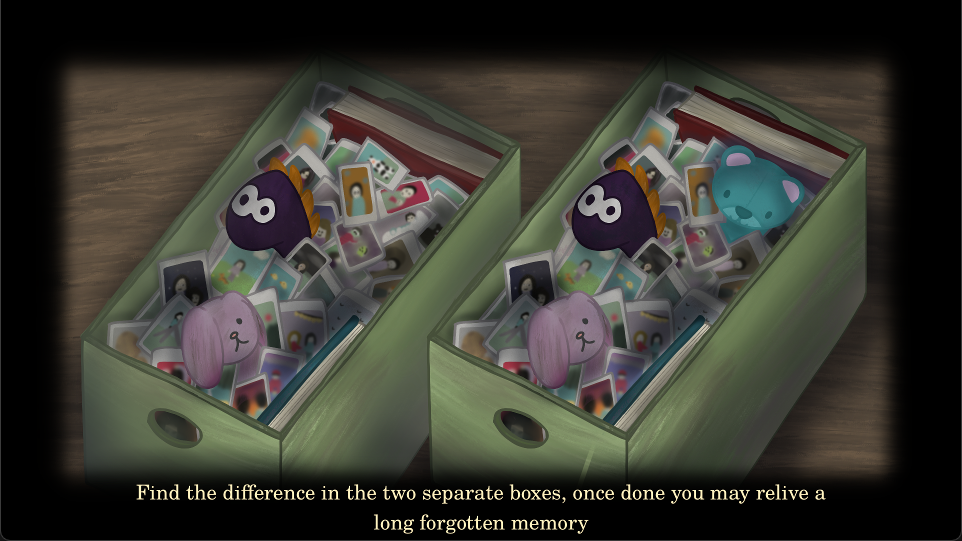 Find the difference in the two separate boxes, once done you may relive a
long forgotten memory